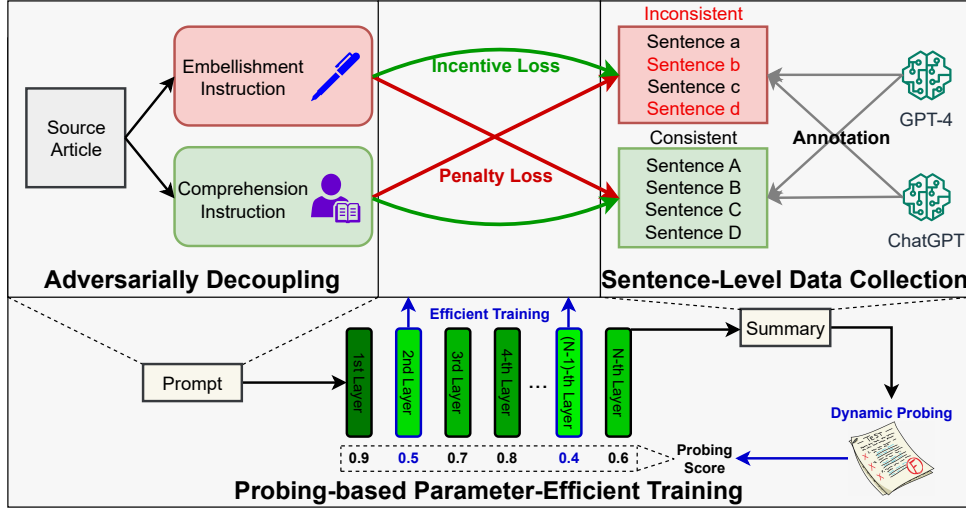 Source
Article
Embellishment
Instruction
Comprehension
Instruction
Adversarially Decoupling
Incentive Loss
Penalty Loss
Inconsistent
Sentence a
Sentence b
Sentence c
Sentence d
Consistent
Sentence A
Sentence B
Sentence C
Sentence D
Annotation
GPT-4
ChatGPT
Sentence-Level Data Collection
Efficient Training
Prompt
1st Layer
2nd Layer
3rd Layer
4-th Layer
...
(N-1)-th Layer
N-th Layer
Summary
Dynamic Probing
0.9 0.5 0.7 0.8 0.4 0.6
Probing
Score
F
Probing-based Parameter-Efficient Training